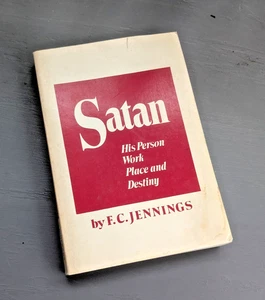 Satan
His Person
Work
Place and
Destiny
by F.C. JENNINGS